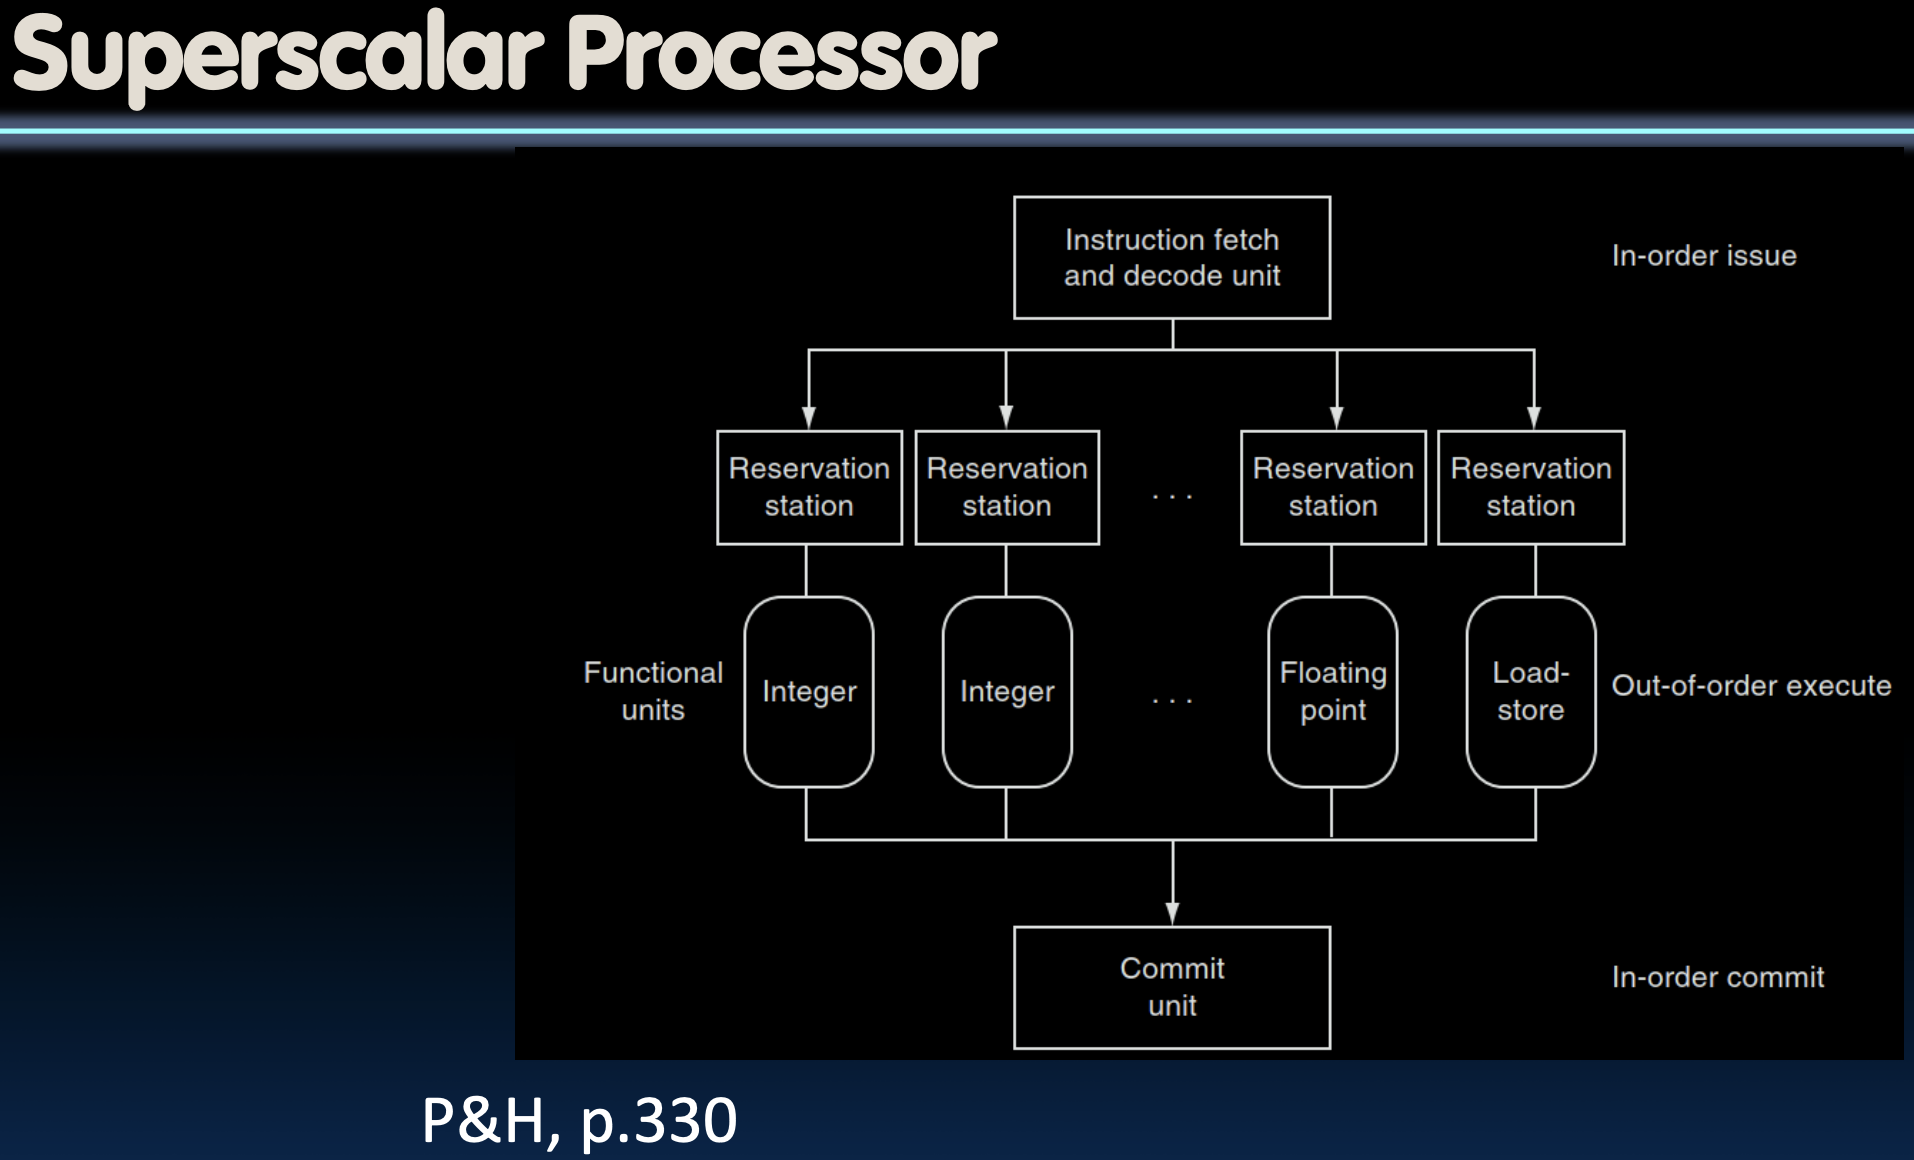 Superscalar Processor
Instruction fetch
and decode unit
In-order issue
Reservation
station
Reservation
station
. . .
Reservation
station
Reservation
station
Functional
units
Integer
Integer
. . .
Floating
point
Load-
store
Out-of-order execute
Commit
unit
In-order commit
P&H, p.330